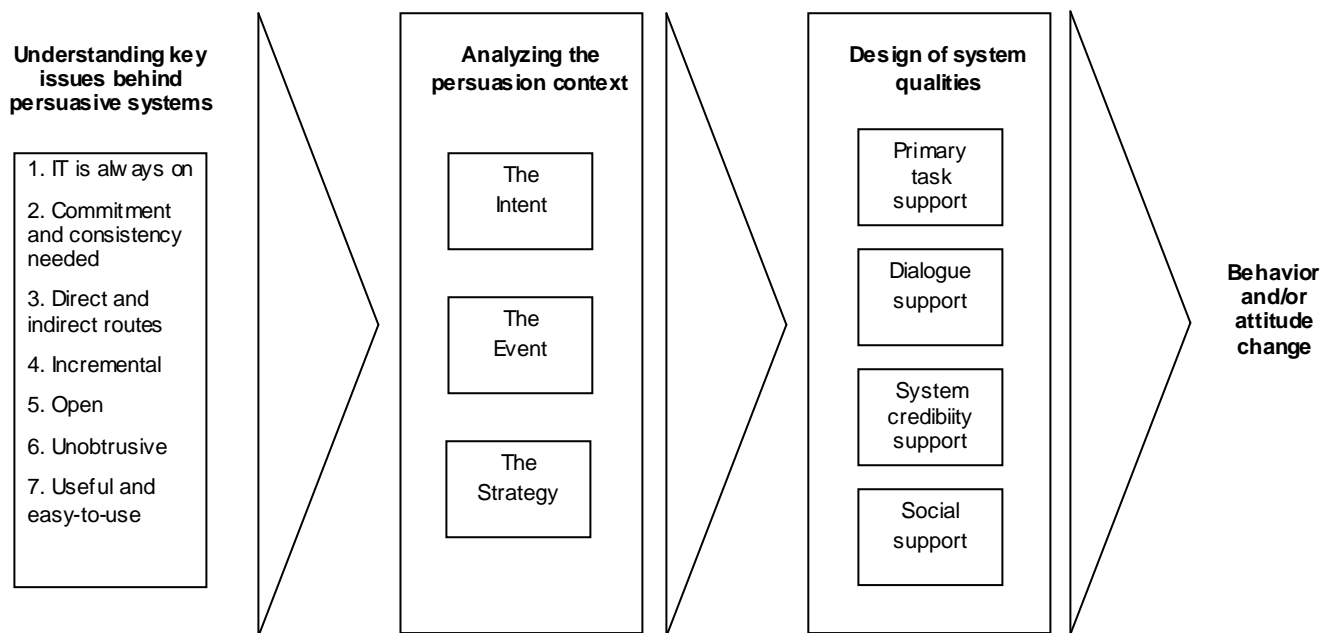 Understanding key
issues behind
persuasive systems
1. IT is always on
2. Commitment
and consistency
needed
3. Direct and
indirect routes
4. Incremental
5. Open
6. Unobtrusive
7. Useful and
easy-to-use
Analyzing the
persuasion context
The
Intent
The
Event
The
Strategy
Design of system
qualities
Primary
task
support
Dialogue
support
System
credibiity
support
Social
support
Behavior
and/or
attitude
change